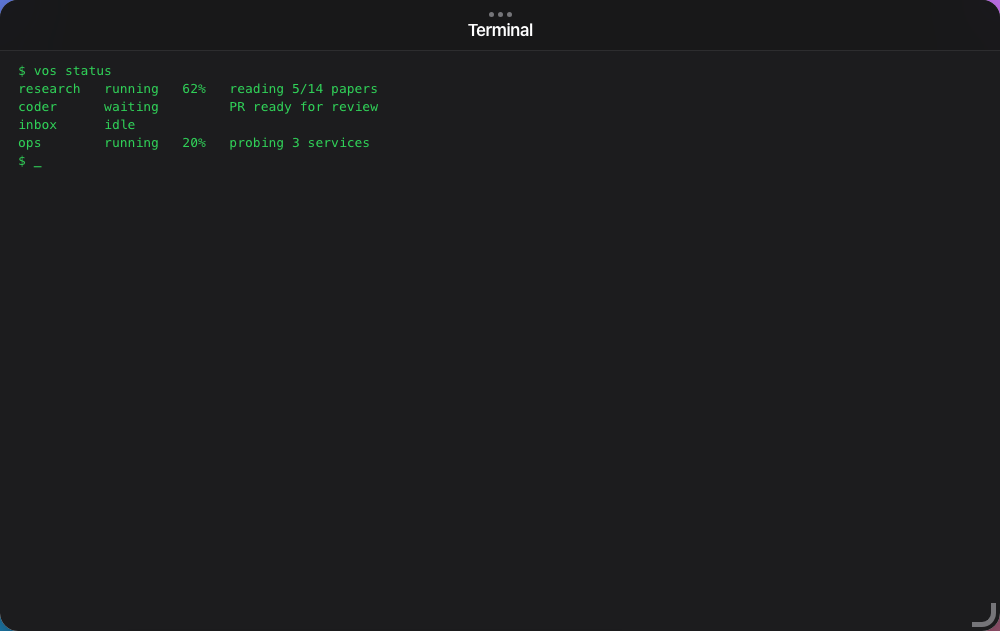 Terminal
$ vos status
research   running   62%   reading 5/14 papers
coder      waiting         PR ready for review
inbox      idle
ops        running   20%   probing 3 services
$ _